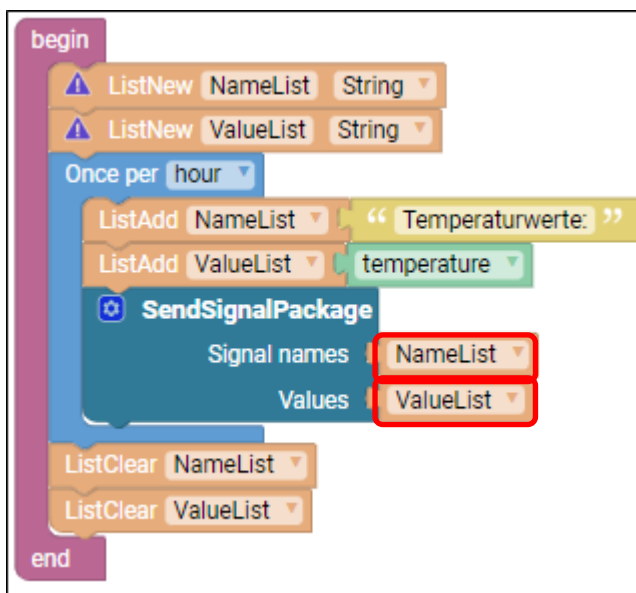 begin
ListNew NameList String
ListNew ValueList String
Once per hour
ListAdd NameList “ Temperaturwerte: ”
ListAdd ValueList temperature
SendSignalPackage
Signal names NameList
Values ValueList
ListClear NameList
ListClear ValueList
end